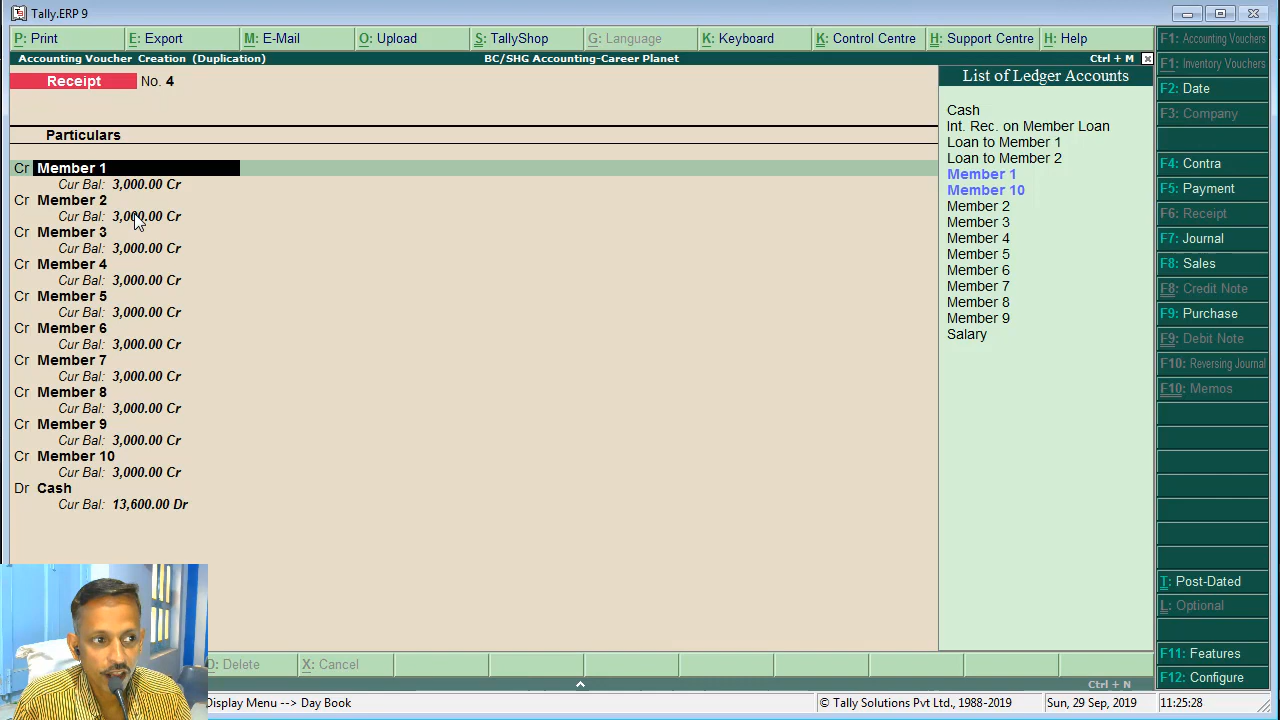 Tally.ERP 9
P: Print
E: Export
M: E-Mail
O: Upload
S: TallyShop
G: Language
K: Keyboard
K: Control Centre
H: Support Centre
H: Help
Accounting Voucher Creation (Duplication)
BC/SHG Accounting-Career Planet
Ctrl + M
Receipt No. 4
Particulars
Cr Member 1
Cur Bal: 3,000.00 Cr
Cr Member 2
Cur Bal: 3,000.00 Cr
Cr Member 3
Cur Bal: 3,000.00 Cr
Cr Member 4
Cur Bal: 3,000.00 Cr
Cr Member 5
Cur Bal: 3,000.00 Cr
Cr Member 6
Cur Bal: 3,000.00 Cr
Cr Member 7
Cur Bal: 3,000.00 Cr
Cr Member 8
Cur Bal: 3,000.00 Cr
Cr Member 9
Cur Bal: 3,000.00 Cr
Cr Member 10
Cur Bal: 3,000.00 Cr
Dr Cash
Cur Bal: 13,600.00 Dr
List of Ledger Accounts
Cash
Int. Rec. on Member Loan
Loan to Member 1
Loan to Member 2
Member 1
Member 10
Member 2
Member 3
Member 4
Member 5
Member 6
Member 7
Member 8
Member 9
Salary
F1: Accounting Vouchers
F1: Inventory Vouchers
F2: Date
F3: Company
F4: Contra
F5: Payment
F6: Receipt
F7: Journal
F8: Sales
F8: Credit Note
F9: Purchase
F9: Debit Note
F10: Reversing Journal
F10: Memos
T: Post-Dated
L: Optional
F11: Features
F12: Configure
D: Delete
X: Cancel
Ctrl + N
Display Menu --> Day Book
© Tally Solutions Pvt Ltd., 1988-2019
Sun, 29 Sep, 2019
11:25:28